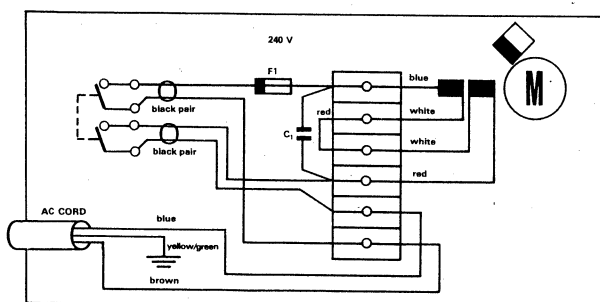 240 V
F1
blue
black pair
red
white
C1
white
black pair
red
M
AC CORD
blue
yellow/green
brown